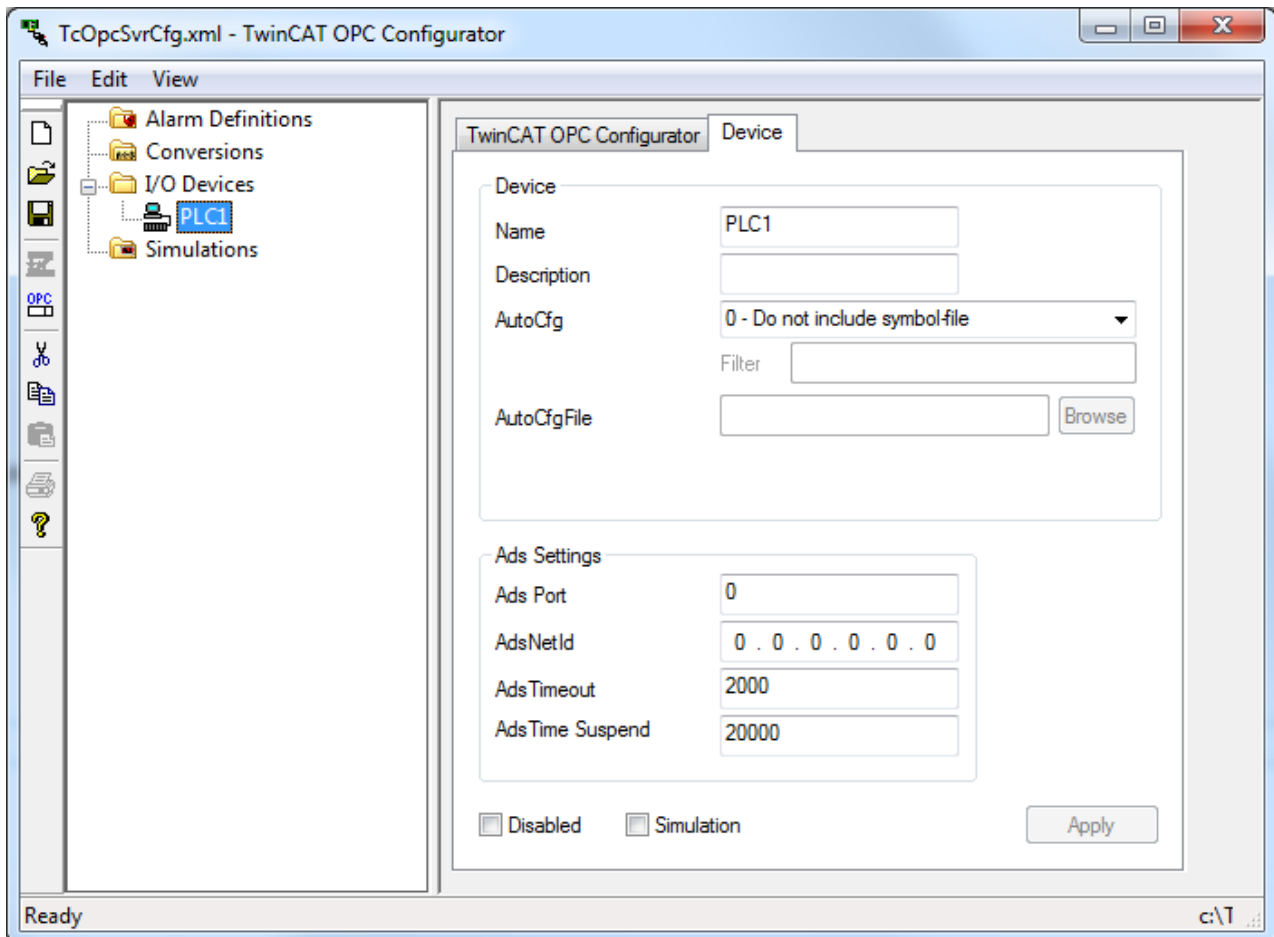 TcOpcSvrCfg.xml - TwinCAT OPC Configurator
File Edit View
Alarm Definitions
Conversions
I/O Devices
PLC1
Simulations
OPC
TwinCAT OPC Configurator Device
Device
Name PLC1
Description
AutoCfg 0 - Do not include symbol-file
Filter
AutoCfgFile Browse
Ads Settings
Ads Port 0
AdsNetId 0 . 0 . 0 . 0 . 0 . 0
AdsTimeout 2000
AdsTime Suspend 20000
Disabled Simulation Apply
Ready c:\T